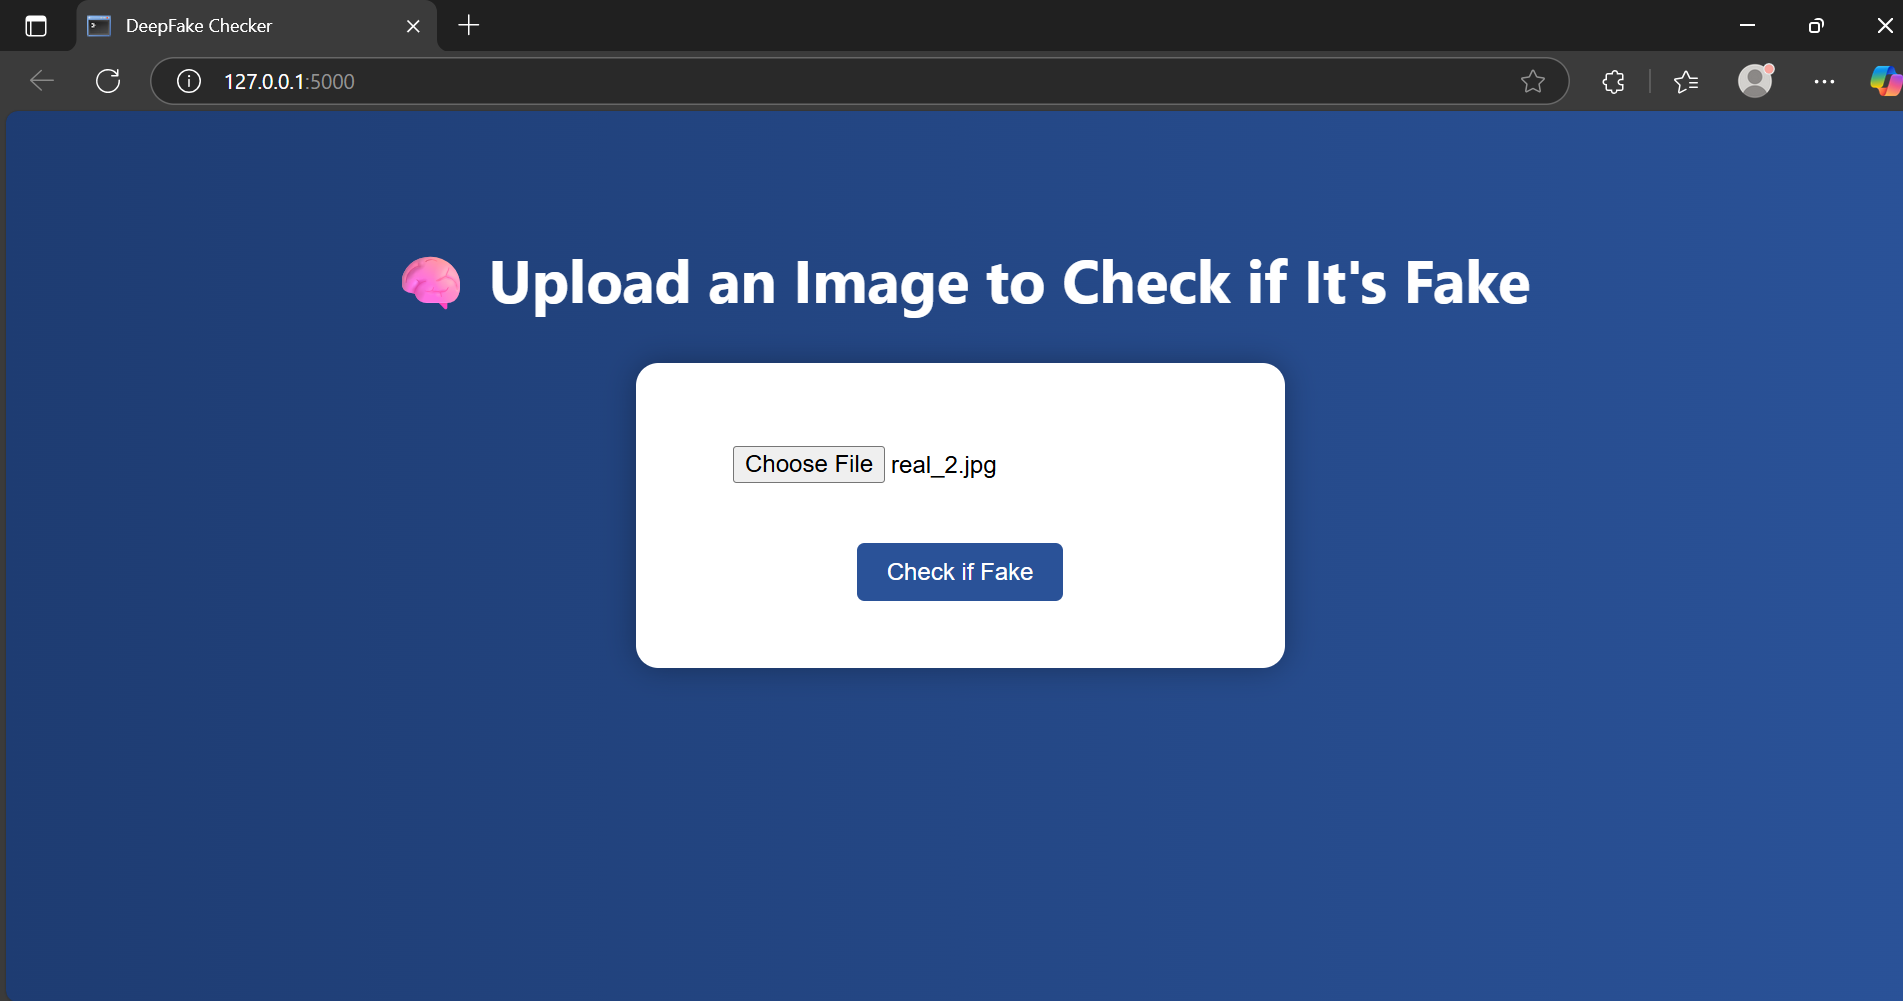 DeepFake Checker
127.0.0.1:5000
Upload an Image to Check if It's Fake
Choose File real_2.jpg
Check if Fake